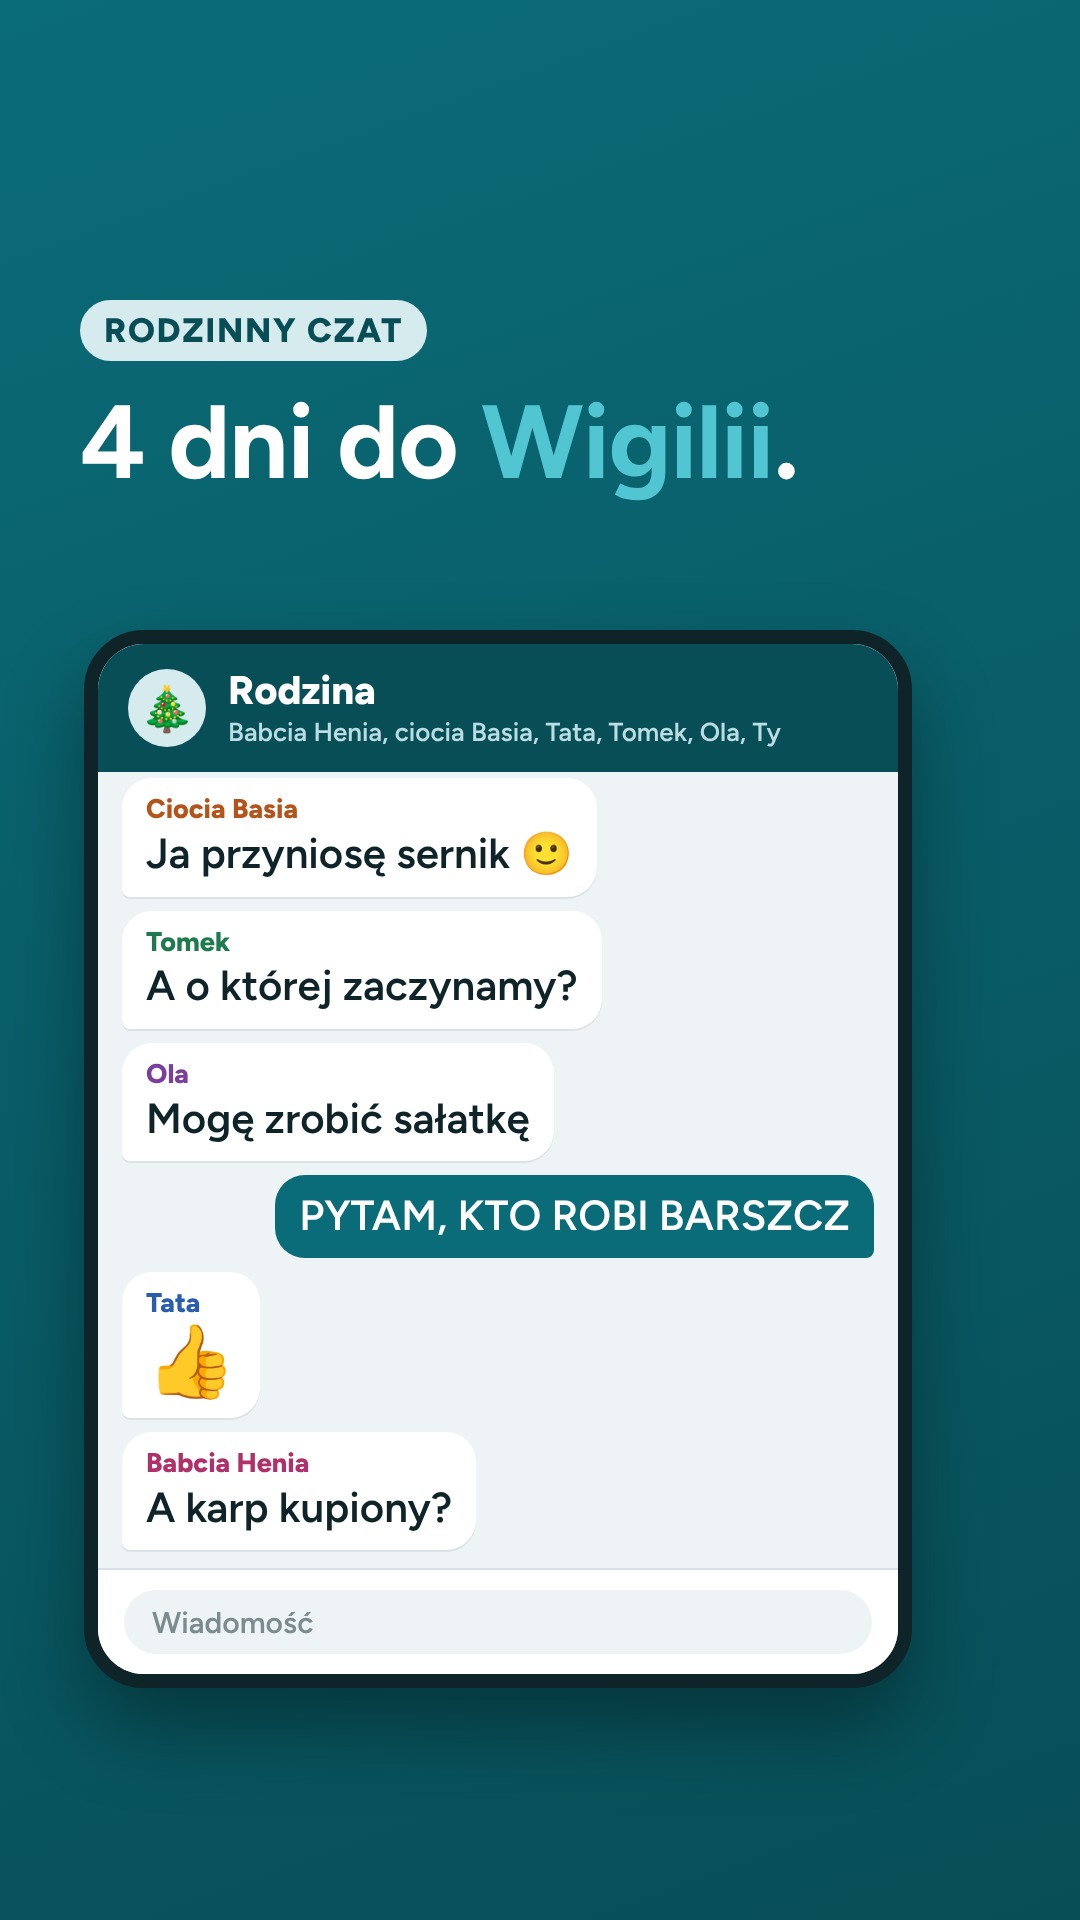 RODZINNY CZAT
4 dni do Wigilii.
Rodzina
Babcia Henia, ciocia Basia, Tata, Tomek, Ola, Ty
Ciocia Basia
Ja przyniosę sernik 🙂
Tomek
A o której zaczynamy?
Ola
Mogę zrobić sałatkę
PYTAM, KTO ROBI BARSZCZ
Tata
👍
Babcia Henia
A karp kupiony?
Wiadomość